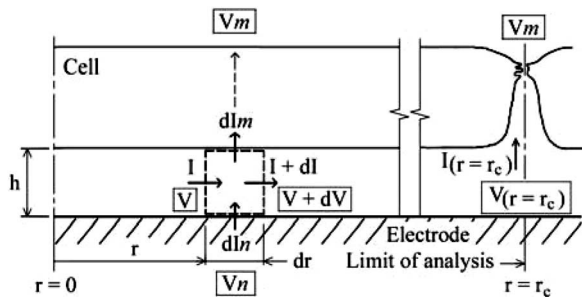 Vm
Vm
Cell
dIm
I
I + dI
I(r = rc)
h
V
V + dV
V(r = rc)
dIn
Electrode
r
Vn
dr
Limit of analysis
r = 0
r = rc